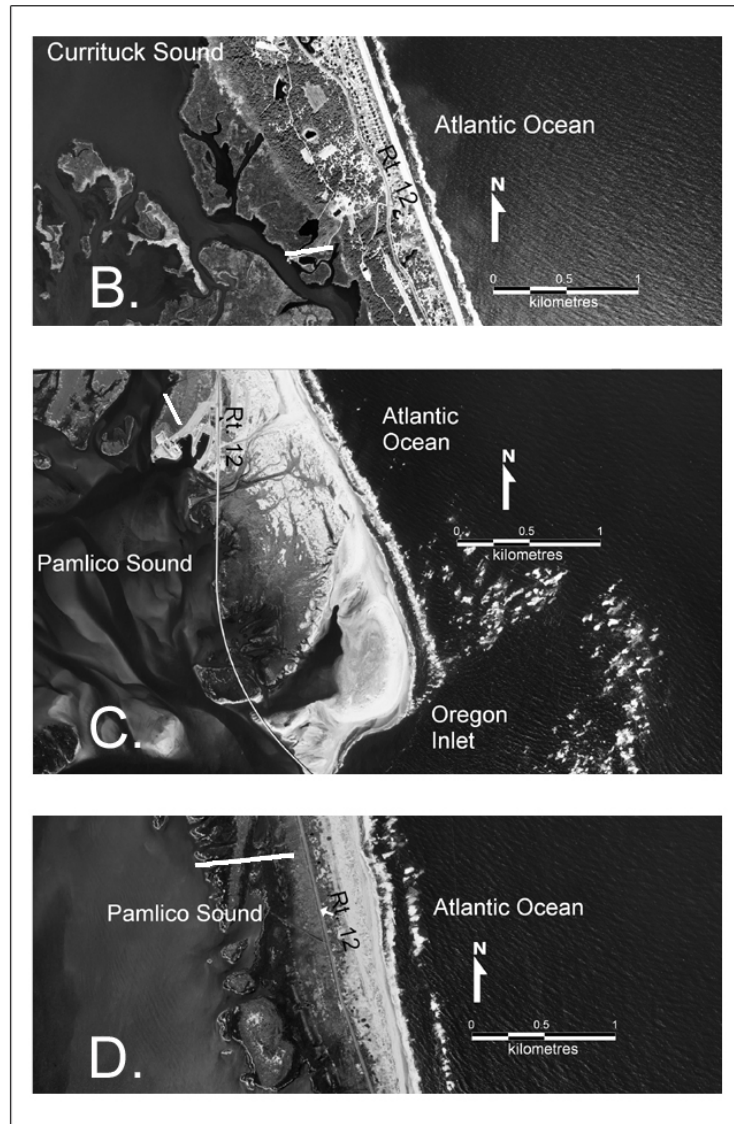 Currituck Sound
Atlantic Ocean
Rt. 12
N
0 0.5 1
kilometres
B.
Atlantic
Ocean
Rt. 12
N
0 0.5 1
kilometres
Pamlico Sound
C.
Oregon
Inlet
Pamlico Sound
Rt. 12
Atlantic Ocean
N
0 0.5 1
kilometres
D.